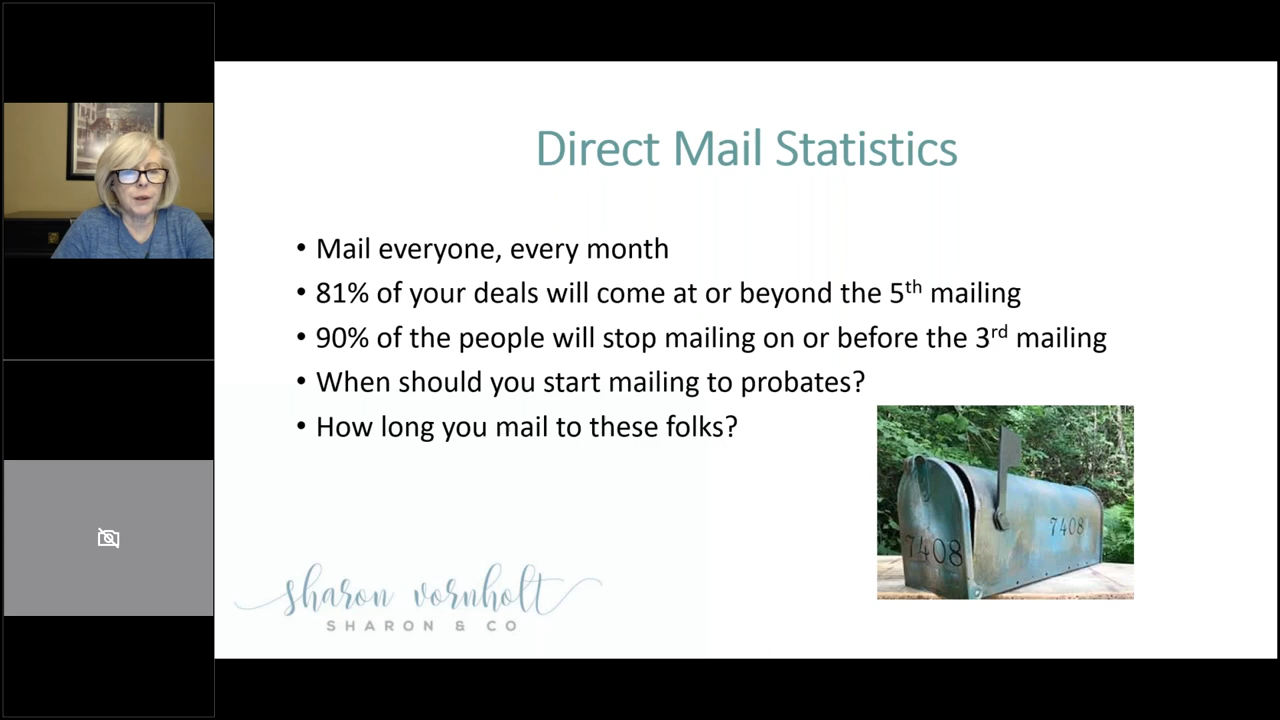 Direct Mail Statistics
• Mail everyone, every month
• 81% of your deals will come at or beyond the 5th mailing
• 90% of the people will stop mailing on or before the 3rd mailing
• When should you start mailing to probates?
• How long you mail to these folks?
7408
7408
sharon vornholt
SHARON & CO